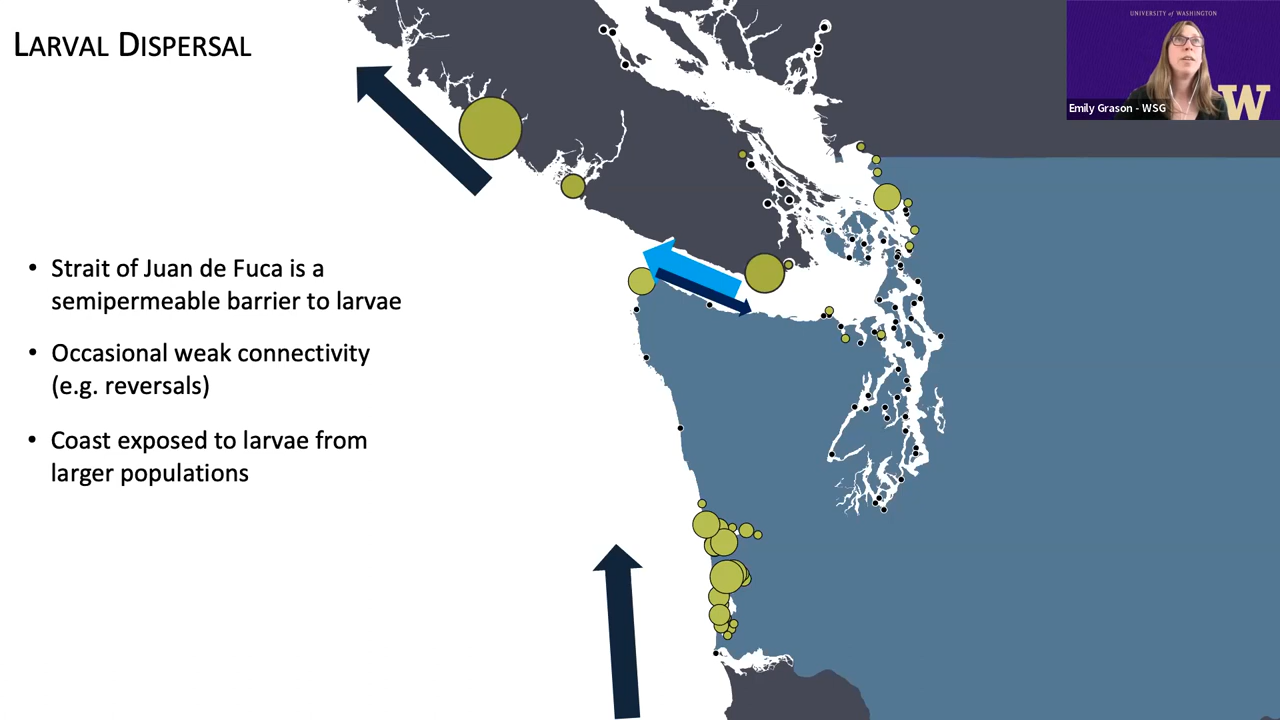 LARVAL DISPERSAL
UNIVERSITY of WASHINGTON
Emily Grason - WSG
W
• Strait of Juan de Fuca is a
semipermeable barrier to larvae
• Occasional weak connectivity
(e.g. reversals)
• Coast exposed to larvae from
larger populations